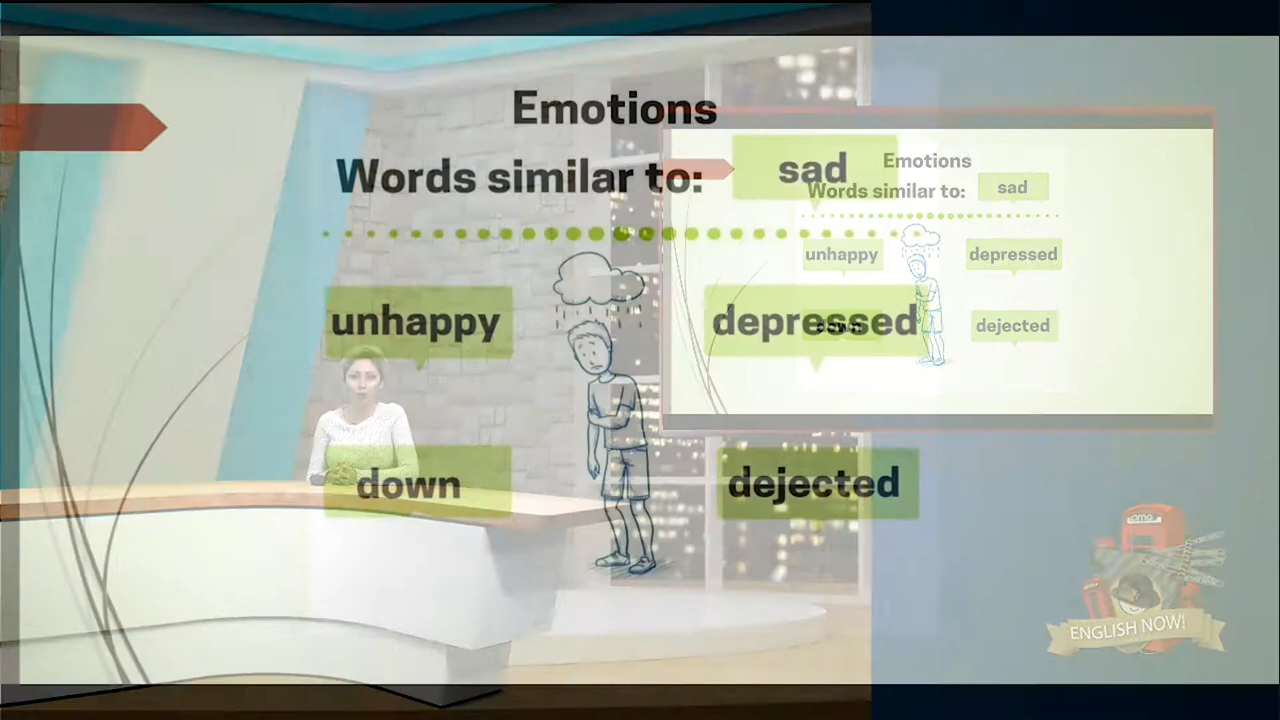 Emotions
Words similar to: sad
unhappy depressed
down dejected
Emotions
Words similar to: sad
unhappy depressed
down dejected
ENGLISH NOW!